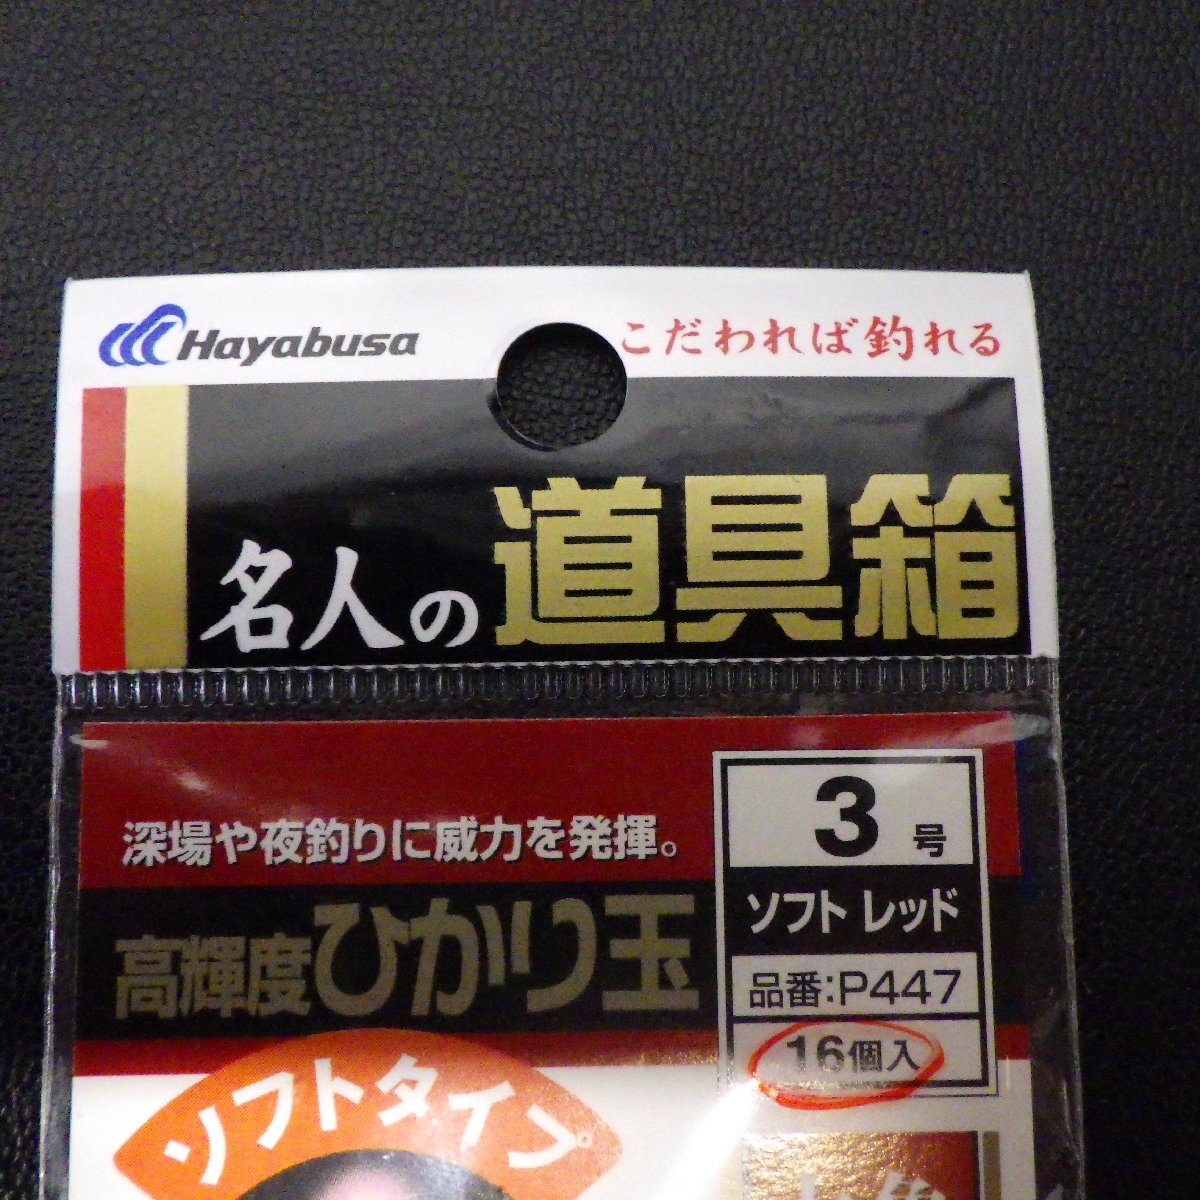 Hayabusa
こだわれば釣れる
名人の道具箱
深場や夜釣りに威力を発揮。
高輝度ひかり玉
3号
ソフト レッド
品番:P447
16個入
ソフトタイプ